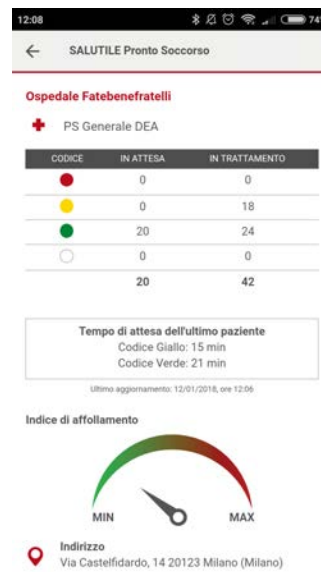 12:08
74
SALUTILE Pronto Soccorso
Ospedale Fatebenefratelli
PS Generale DEA
CODICE IN ATTESA IN TRATTAMENTO
0 0
0 18
20 24
0 0
20 42
Tempo di attesa dell'ultimo paziente
Codice Giallo: 15 min
Codice Verde: 21 min
Ultimo aggiornamento: 12/01/2018, ore 12:06
Indice di affollamento
MIN MAX
Indirizzo
Via Castelfidardo, 14 20123 Milano (Milano)